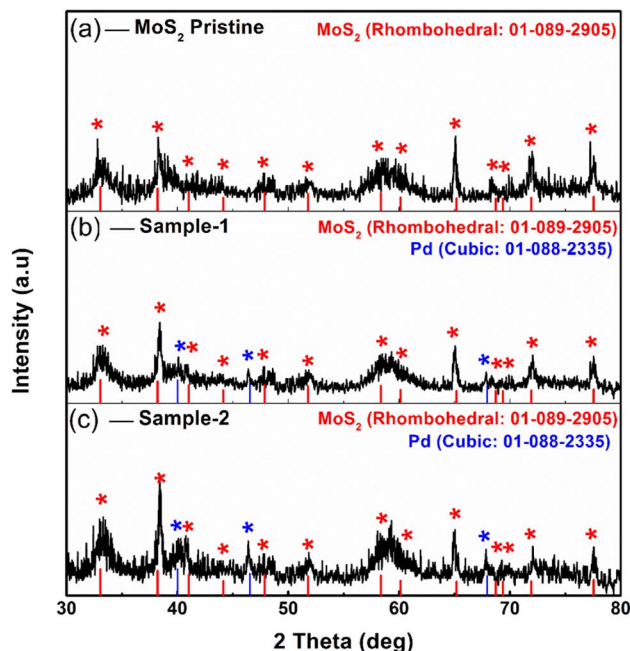 (a) — MoS₂ Pristine MoS₂ (Rhombohedral: 01-089-2905)
(b) — Sample-1 MoS₂ (Rhombohedral: 01-089-2905)
Pd (Cubic: 01-088-2335)
(c) — Sample-2 MoS₂ (Rhombohedral: 01-089-2905)
Pd (Cubic: 01-088-2335)
Intensity (a.u)
30 40 50 60 70 80
2 Theta (deg)